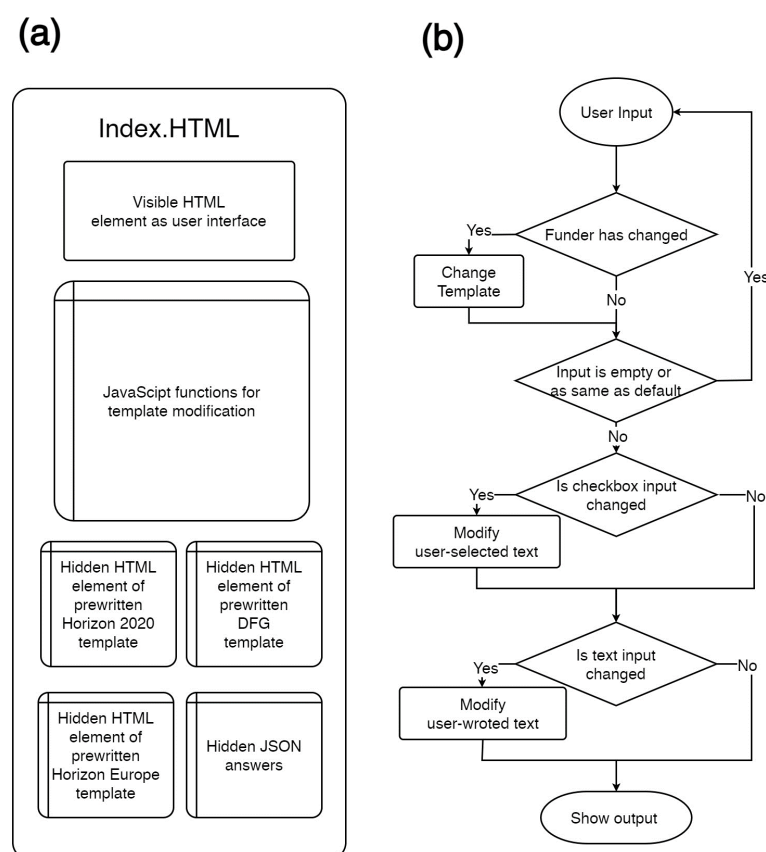 (a)
Index.HTML
Visible HTML
element as user interface
JavaScipt functions for
template modification
Hidden HTML
element of
prewritten
Horizon 2020
template
Hidden HTML
element of
prewritten
DFG
template
Hidden HTML
element of
prewritten
Horizon Europe
template
Hidden JSON
answers
(b)
User Input
Funder has changed
Yes
Change
Template
No
Input is empty or
as same as default
Yes
No
Is checkbox input
changed
Yes
No
Modify
user-selected text
Is text input
changed
Yes
No
Modify
user-wroted text
Show output